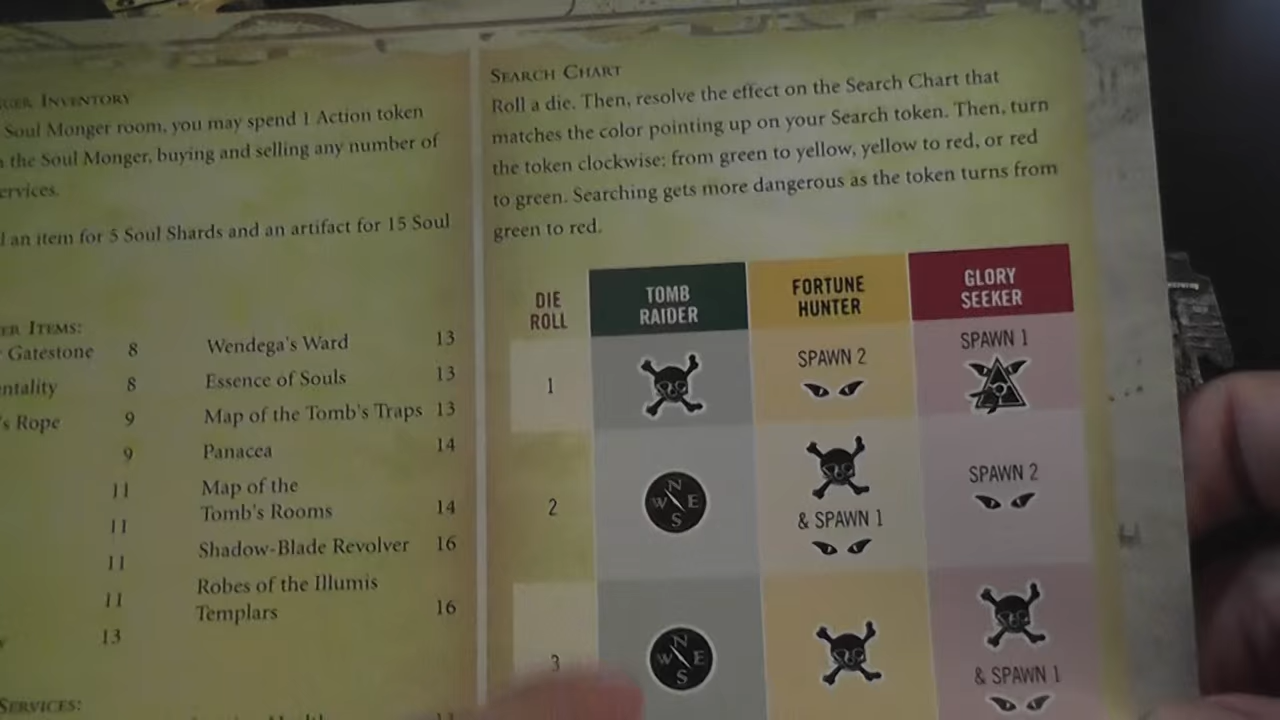 INVENTORY
Soul Monger room, you may spend 1 Action token
the Soul Monger, buying and selling any number of
an item for 5 Soul Shards and an artifact for 15 Soul
ITEMS:
Gatestone 8
8
Rope 9
9
11
11
11
11
13
Wendega's Ward 13
Essence of Souls 13
Map of the Tomb's Traps 13
Panacea 14
Map of the
Tomb's Rooms 14
Shadow-Blade Revolver 16
Robes of the Illumis
Templars 16
SERVICES:
SEARCH CHART
Roll a die. Then, resolve the effect on the Search Chart that
matches the color pointing up on your Search token. Then, turn
the token clockwise: from green to yellow, yellow to red, or red
to green. Searching gets more dangerous as the token turns from
green to red.
DIE
ROLL
TOMB
RAIDER
FORTUNE
HUNTER
GLORY
SEEKER
1
SPAWN 2
SPAWN 1
2
N
W E
S
& SPAWN 1
SPAWN 2
3
N
W E
S
& SPAWN 1